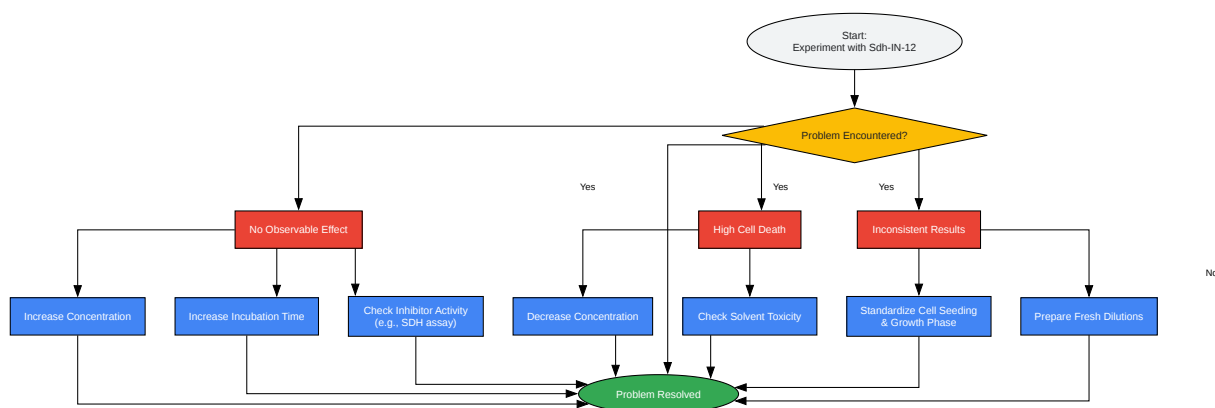 Start:
Experiment with Sdh-IN-12
Problem Encountered?
Yes
Yes
Yes
No Observable Effect
High Cell Death
Inconsistent Results
No
Increase Concentration
Increase Incubation Time
Check Inhibitor Activity
(e.g., SDH assay)
Decrease Concentration
Check Solvent Toxicity
Standardize Cell Seeding
& Growth Phase
Prepare Fresh Dilutions
Problem Resolved